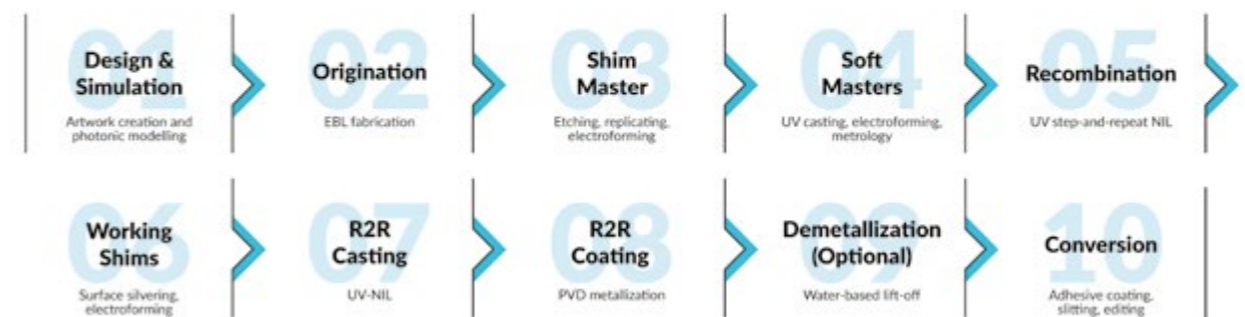 01
Design &
Simulation
Artwork creation and
photonic modelling
02
Origination
EBL fabrication
03
Shim
Master
Etching, replicating,
electroforming
04
Soft
Masters
UV casting, electroforming,
metrology
05
Recombination
UV step-and-repeat NIL
06
Working
Shims
Surface silvering,
electroforming
07
R2R
Casting
UV-NIL
08
R2R
Coating
PVD metallization
09
Demetallization
(Optional)
Water-based lift-off
10
Conversion
Adhesive coating,
slitting, editing